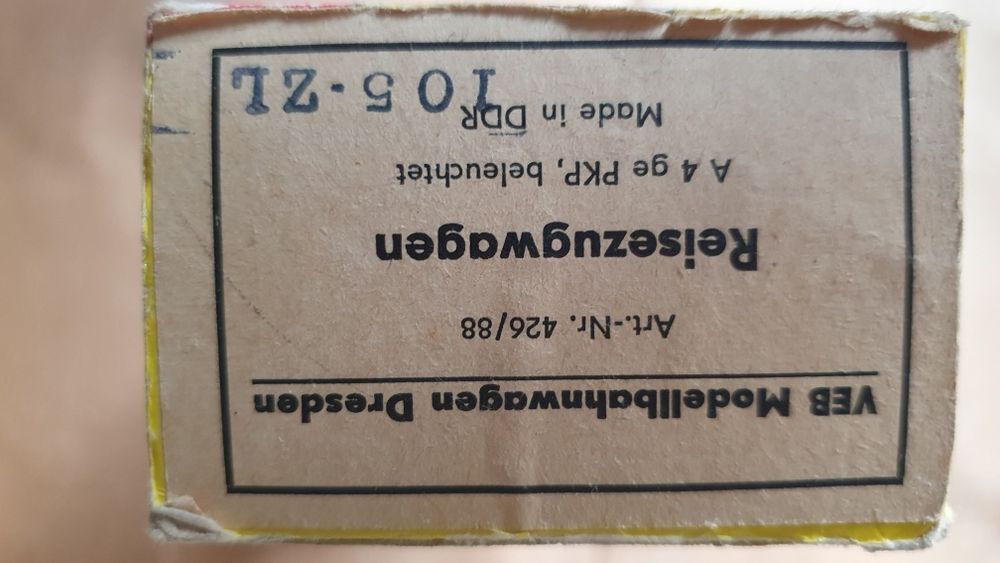 VEB Modellbahnwagen Dresden
Art.-Nr. 426/88
Reisezugwagen
A 4 ge PKP, beleuchtet
Made in DDR
105-ZL